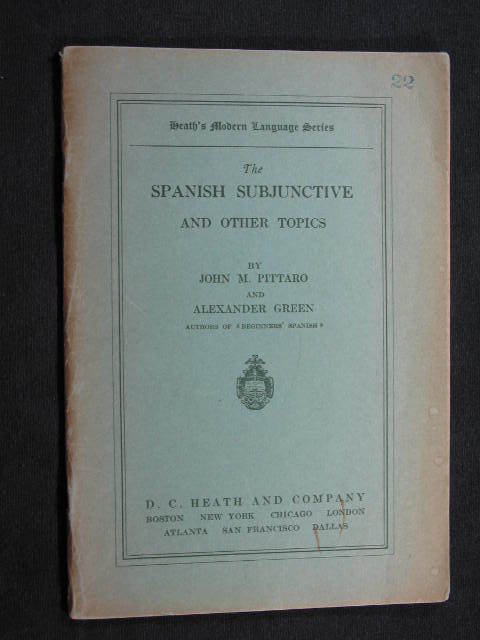 22
Heath's Modern Language Series
The
SPANISH SUBJUNCTIVE
AND OTHER TOPICS
BY
JOHN M. PITTARO
AND
ALEXANDER GREEN
AUTHORS OF "BEGINNERS' SPANISH"
D. C. HEATH AND COMPANY
BOSTON NEW YORK CHICAGO LONDON
ATLANTA SAN FRANCISCO DALLAS